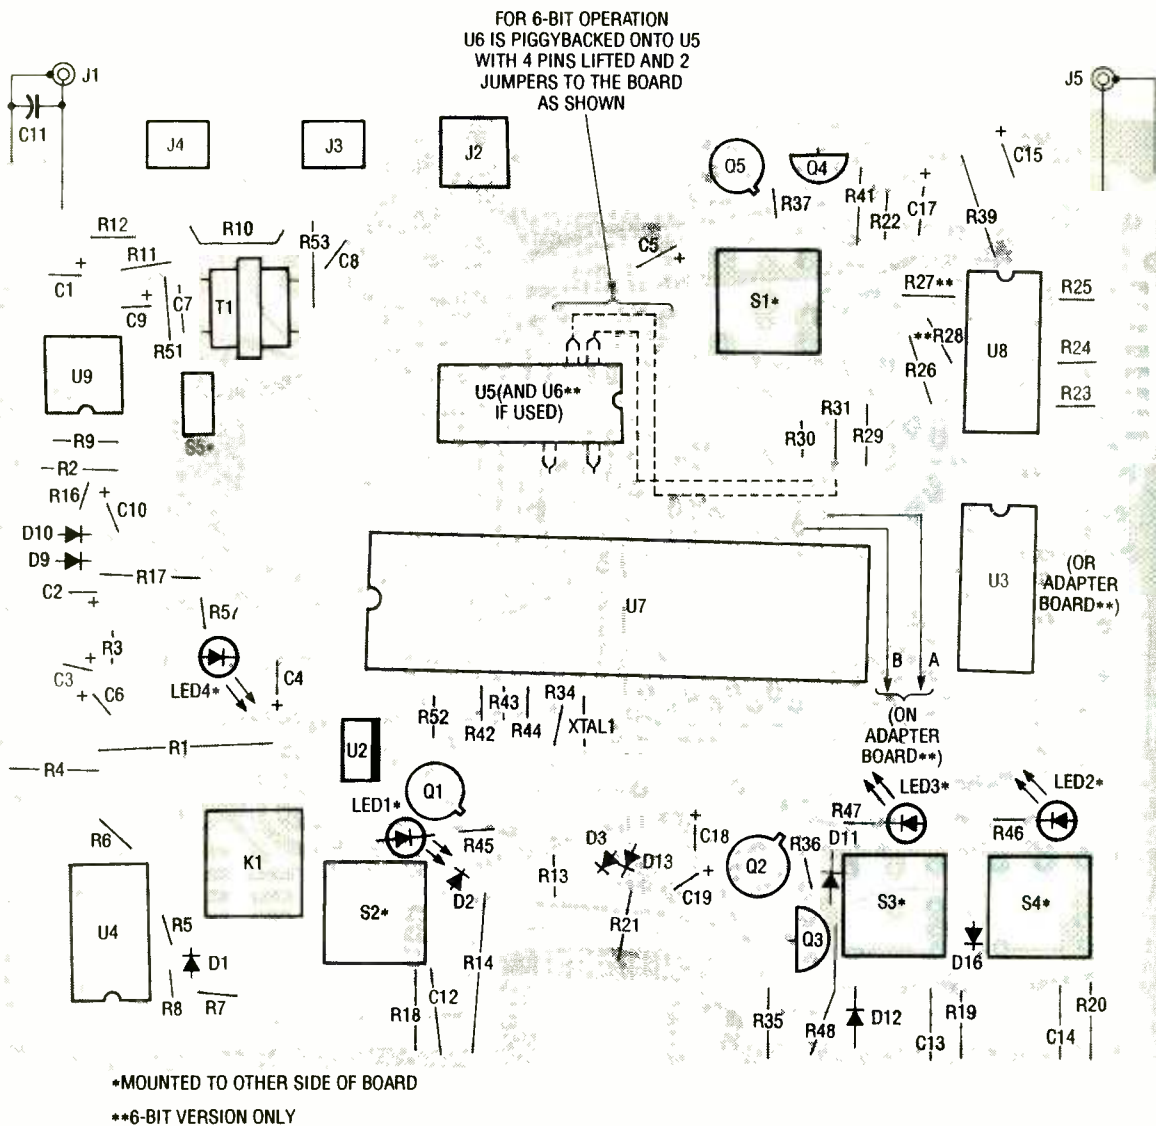 FOR 6-BIT OPERATION
U6 IS PIGGYBACKED ONTO U5
WITH 4 PINS LIFTED AND 2
JUMPERS TO THE BOARD
AS SHOWN
J1
J5
C11
J4
J3
J2
Q5
Q4
+
C15
R37
R41
R22
+
C17
R39
R12
R10
R53
C8
C5
+
R11
+
C1
+
C9
C7
T1
R51
S1*
R27**
R25
**R28
R26
U8
R24
R23
U9
S5*
U5(AND U6**
IF USED)
R31
R30
R29
R9
R2
R16
+
C10
D10
D9
R17
C2
+
R57
U7
U3
(OR
ADAPTER
BOARD**)
R3
C3
+
+
C6
LED4*
C4
+
B
A
(ON
ADAPTER
BOARD**)
R52
R42
R43
R44
R34
XTAL1
R1
R4
U2
LED1*
Q1
LED3*
LED2*
R47
R46
R6
K1
R45
D3
D13
+
C18
+
C19
Q2
R36
D11
R13
D2
S2*
S3*
S4*
U4
R5
D1
R8
R7
R21
R14
Q3
D16
R18
C12
R35
R48
D12
C13
R19
C14
R20
*MOUNTED TO OTHER SIDE OF BOARD
**6-BIT VERSION ONLY